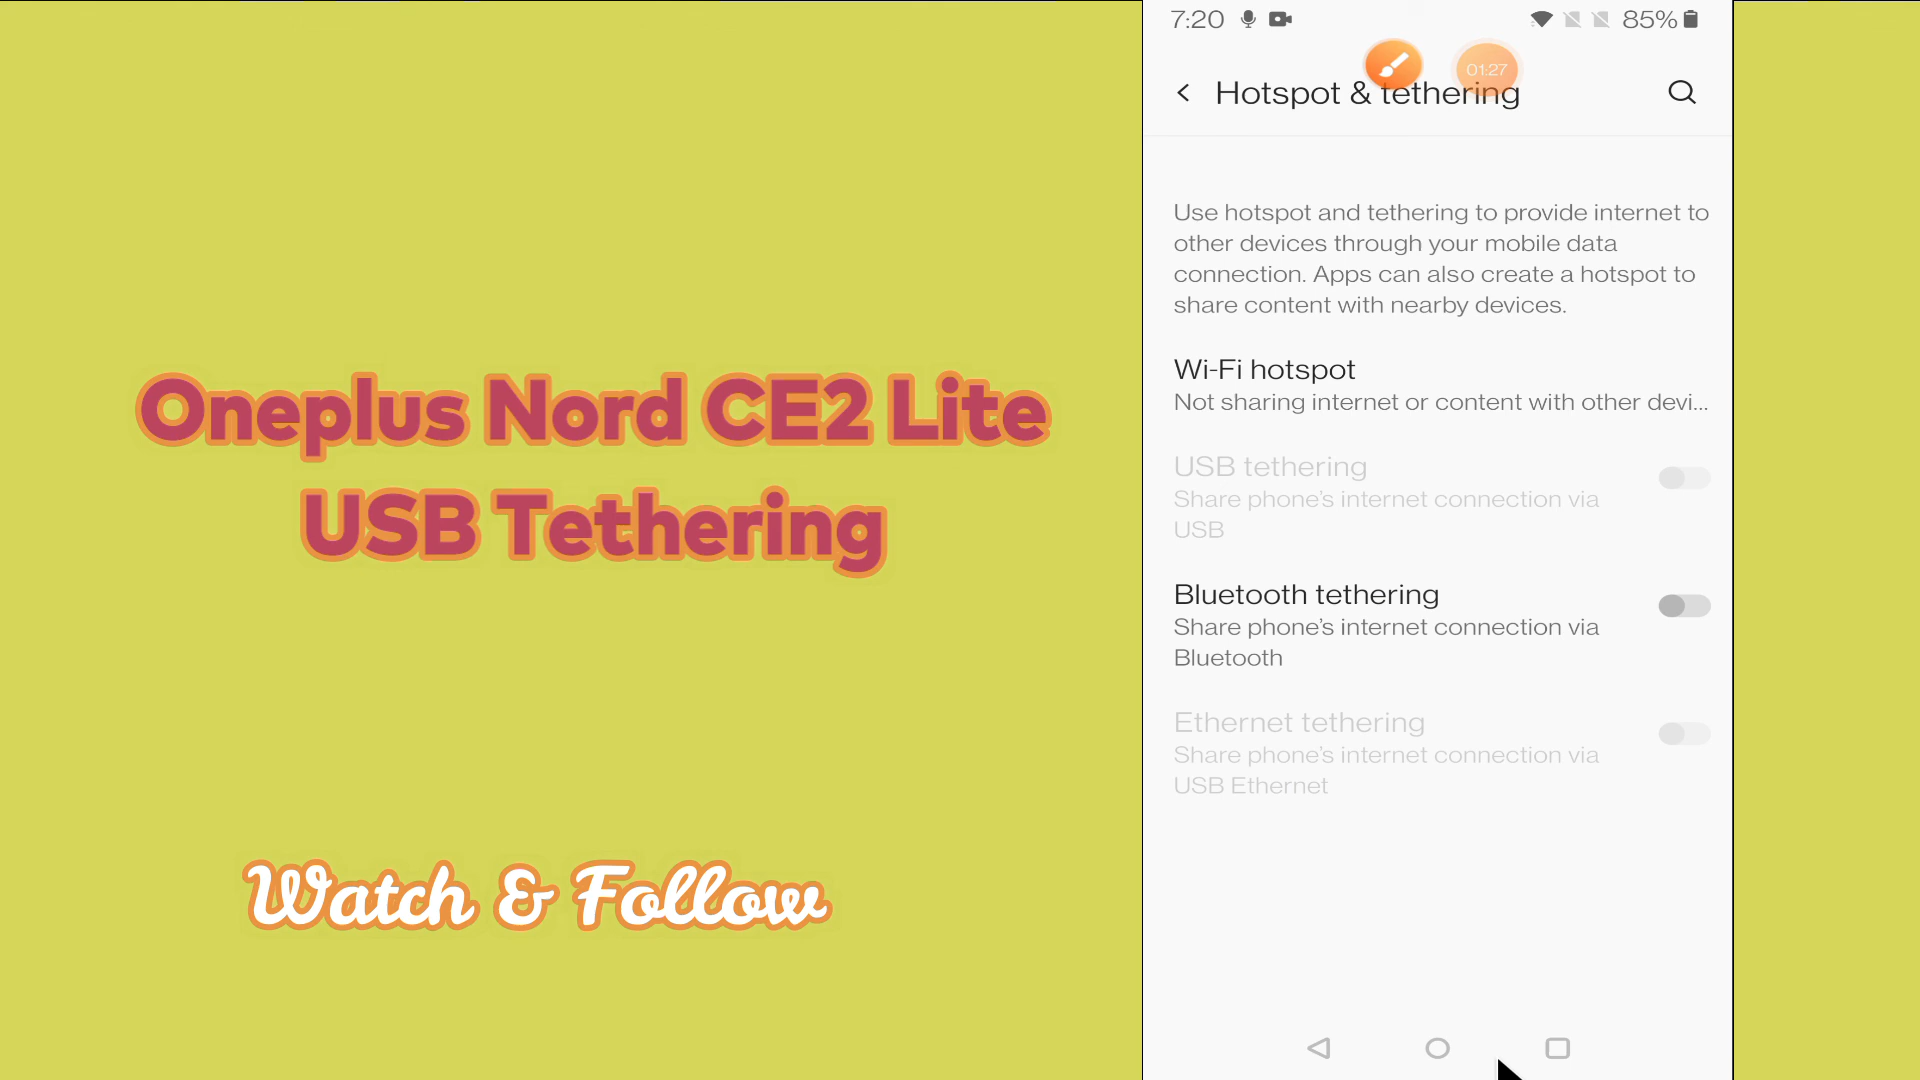 Oneplus Nord CE2 Lite
USB Tethering
Watch & Follow
7:20
85%
01:27
Hotspot & tethering
Use hotspot and tethering to provide internet to
other devices through your mobile data
connection. Apps can also create a hotspot to
share content with nearby devices.
Wi-Fi hotspot
Not sharing internet or content with other devi...
USB tethering
Share phone's internet connection via
USB
Bluetooth tethering
Share phone's internet connection via
Bluetooth
Ethernet tethering
Share phone's internet connection via
USB Ethernet